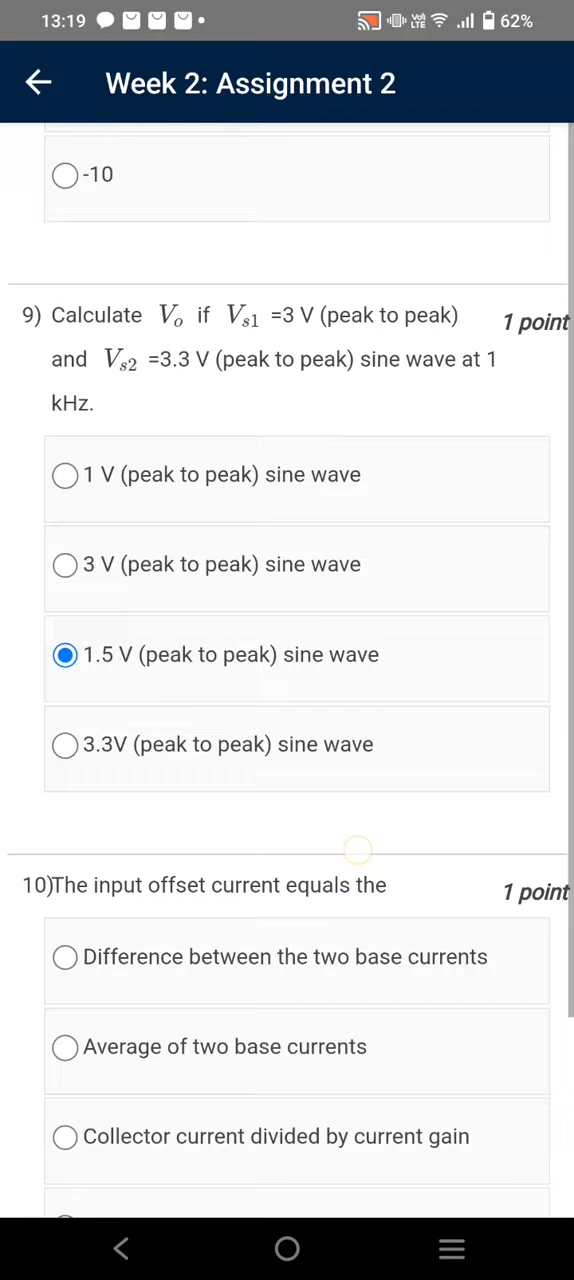 13:19
Vo)
LTE
62%
Week 2: Assignment 2
-10
9) Calculate Vo if Vs1 =3 V (peak to peak)
1 point
and Vs2 =3.3 V (peak to peak) sine wave at 1
kHz.
1 V (peak to peak) sine wave
3 V (peak to peak) sine wave
1.5 V (peak to peak) sine wave
3.3V (peak to peak) sine wave
10)The input offset current equals the
1 point
Difference between the two base currents
Average of two base currents
Collector current divided by current gain